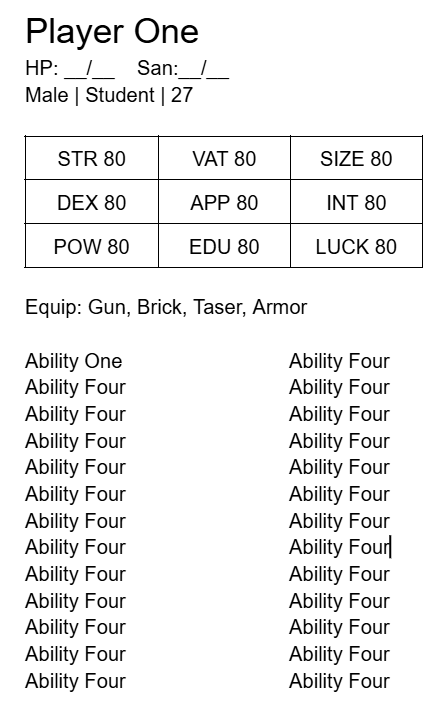 Player One
HP: __/__ San:__/__
Male | Student | 27
STR 80 VAT 80 SIZE 80
DEX 80 APP 80 INT 80
POW 80 EDU 80 LUCK 80
Equip: Gun, Brick, Taser, Armor
Ability One Ability Four
Ability Four Ability Four
Ability Four Ability Four
Ability Four Ability Four
Ability Four Ability Four
Ability Four Ability Four
Ability Four Ability Four
Ability Four Ability Four
Ability Four Ability Four
Ability Four Ability Four
Ability Four Ability Four
Ability Four Ability Four
Ability Four Ability Four